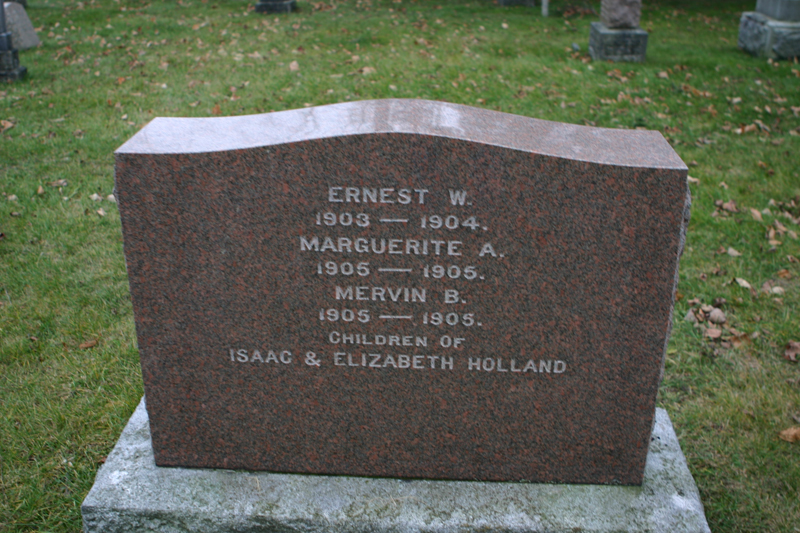 ERNEST W.
1903 — 1904.
MARGUERITE A.
1905 — 1905.
MERVIN B.
1905 — 1905.
CHILDREN OF
ISAAC & ELIZABETH HOLLAND